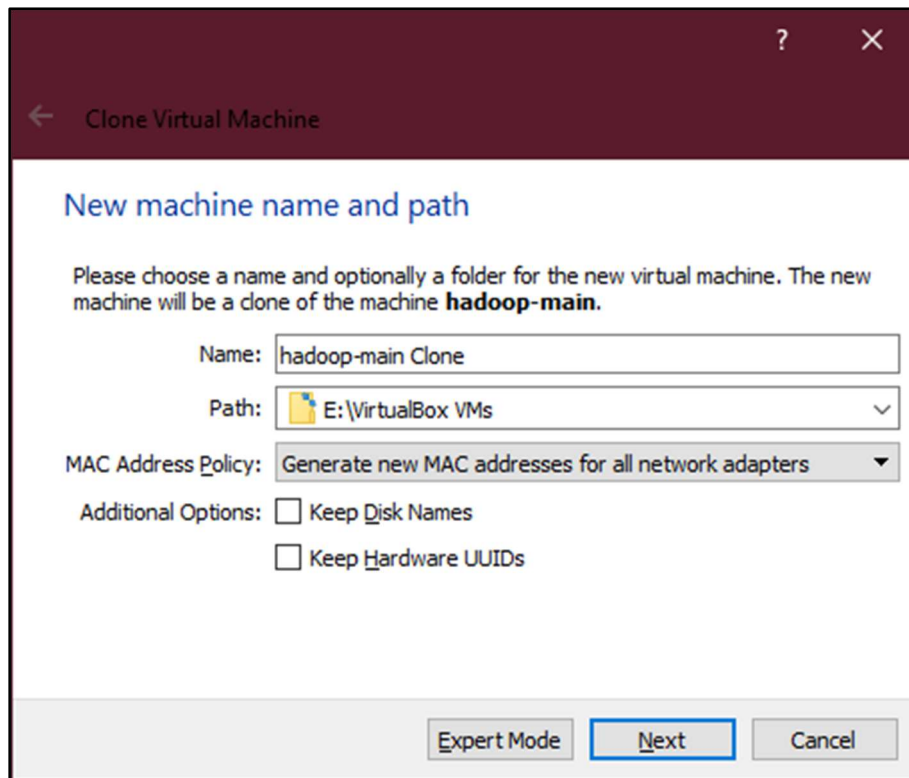 ?
Clone Virtual Machine
New machine name and path
Please choose a name and optionally a folder for the new virtual machine. The new
machine will be a clone of the machine hadoop-main.
Name: hadoop-main Clone
Path: E:\VirtualBox VMs
MAC Address Policy: Generate new MAC addresses for all network adapters
Additional Options: Keep Disk Names
Keep Hardware UUIDs
Expert Mode Next Cancel